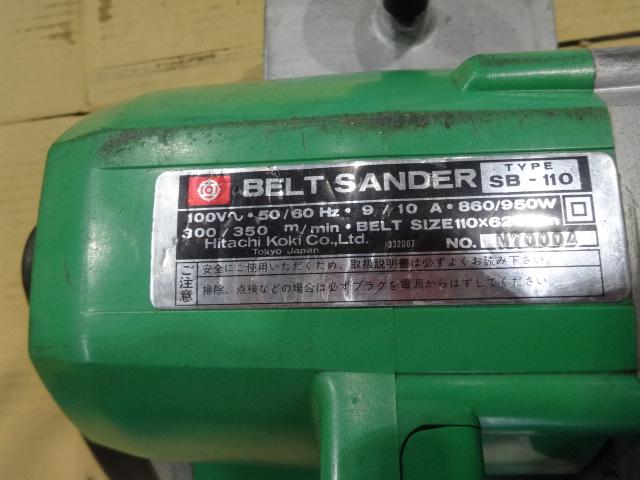 BELT SANDER
TYPE
SB-110
100V～・50/60 Hz・9/10 A・860/950W
300/350 m/min・BELT SIZE110×
Hitachi Koki Co.,Ltd. 332007 NO.
Tokyo Japan
ご注意
安全にご使用いただくため、取扱説明書は必ずよくお読み下さい。
掃除、点検などの場合は必ずプラグを電源からはずしてください。